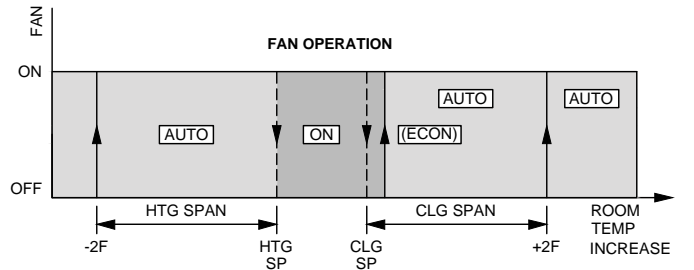 FAN
FAN OPERATION
ON
AUTO
AUTO
AUTO
ON
(ECON)
OFF
HTG SPAN
CLG SPAN
ROOM
TEMP
INCREASE
-2F
HTG
SP
CLG
SP
+2F